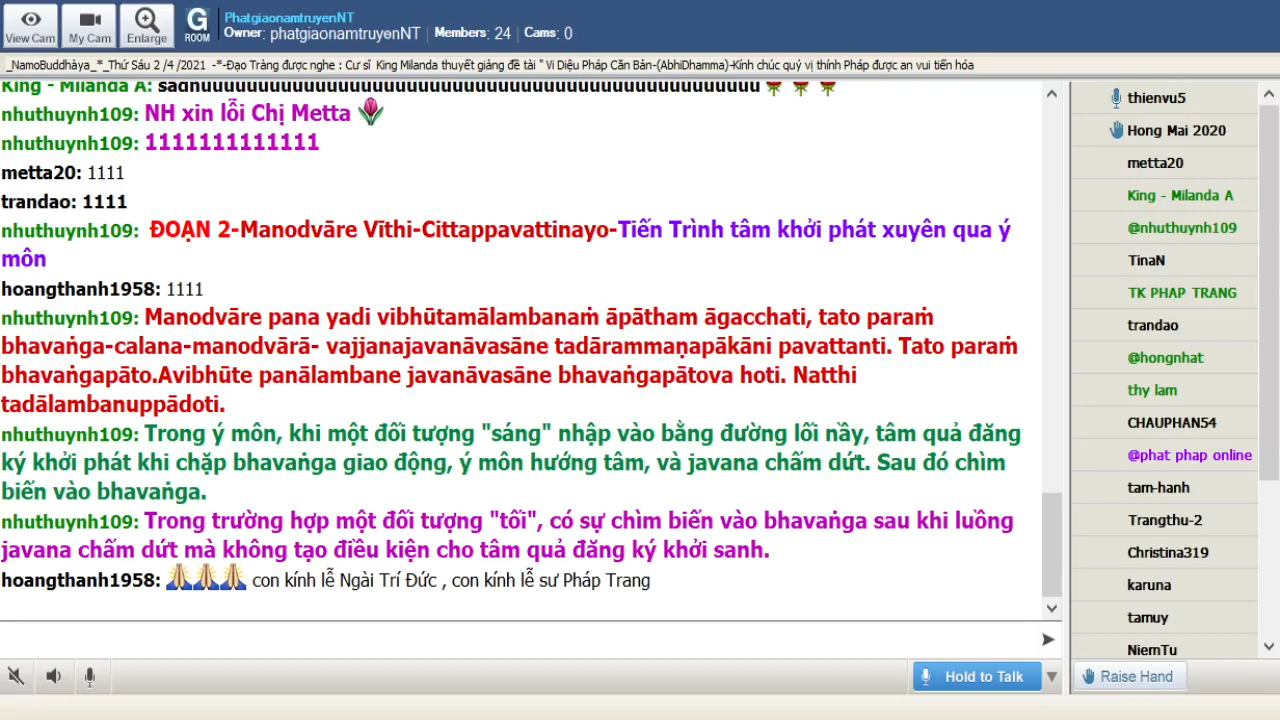 View Cam
My Cam
Enlarge
G
ROOM
PhatgiaonamtruyenNT
Owner: phatgiaonamtruyenNT | Members: 24 | Cams: 0
_NamoBuddhàya_*_Thứ Sáu 2 /4 /2021 -*-Đạo Tràng được nghe : Cư sĩ King Milanda thuyết giảng đề tài " Vi Diệu Pháp Căn Bản-(AbhiDhamma)-Kính chúc quý vị thính Pháp được an vui tiến hóa
King - Milanda A:
nhuthuynh109: NH xin lỗi Chị Metta
nhuthuynh109: 1111111111111
metta20: 1111
trandao: 1111
nhuthuynh109: ĐOẠN 2-Manodvāre Vīthi-Cittappavattinayo-Tiến Trình tâm khởi phát xuyên qua ý
môn
hoangthanh1958: 1111
nhuthuynh109: Manodvāre pana yadi vibhūtamālambanaṁ āpātham āgacchati, tato paraṁ
bhavaṅga-calana-manodvārā- vajjanajavanāvasāne tadārammaṇapākāni pavattanti. Tato paraṁ
bhavaṅgapāto.Avibhūte panālambane javanāvasāne bhavaṅgapātova hoti. Natthi
tadālambanuppādoti.
nhuthuynh109: Trong ý môn, khi một đối tượng "sáng" nhập vào bằng đường lối nầy, tâm quả đăng
ký khởi phát khi chặp bhavaṅga giao động, ý môn hướng tâm, và javana chấm dứt. Sau đó chìm
biến vào bhavaṅga.
nhuthuynh109: Trong trường hợp một đối tượng "tối", có sự chìm biến vào bhavaṅga sau khi luồng
javana chấm dứt mà không tạo điều kiện cho tâm quả đăng ký khởi sanh.
hoangthanh1958: con kính lễ Ngài Trí Đức , con kính lễ sư Pháp Trang
Hold to Talk
thienvu5
Hong Mai 2020
metta20
King - Milanda A
@nhuthuynh109
TinaN
TK PHAP TRANG
trandao
@hongnhat
thy lam
CHAUPHAN54
@phat phap online
tam-hanh
Trangthu-2
Christina319
karuna
tamuy
NiemTu
Raise Hand